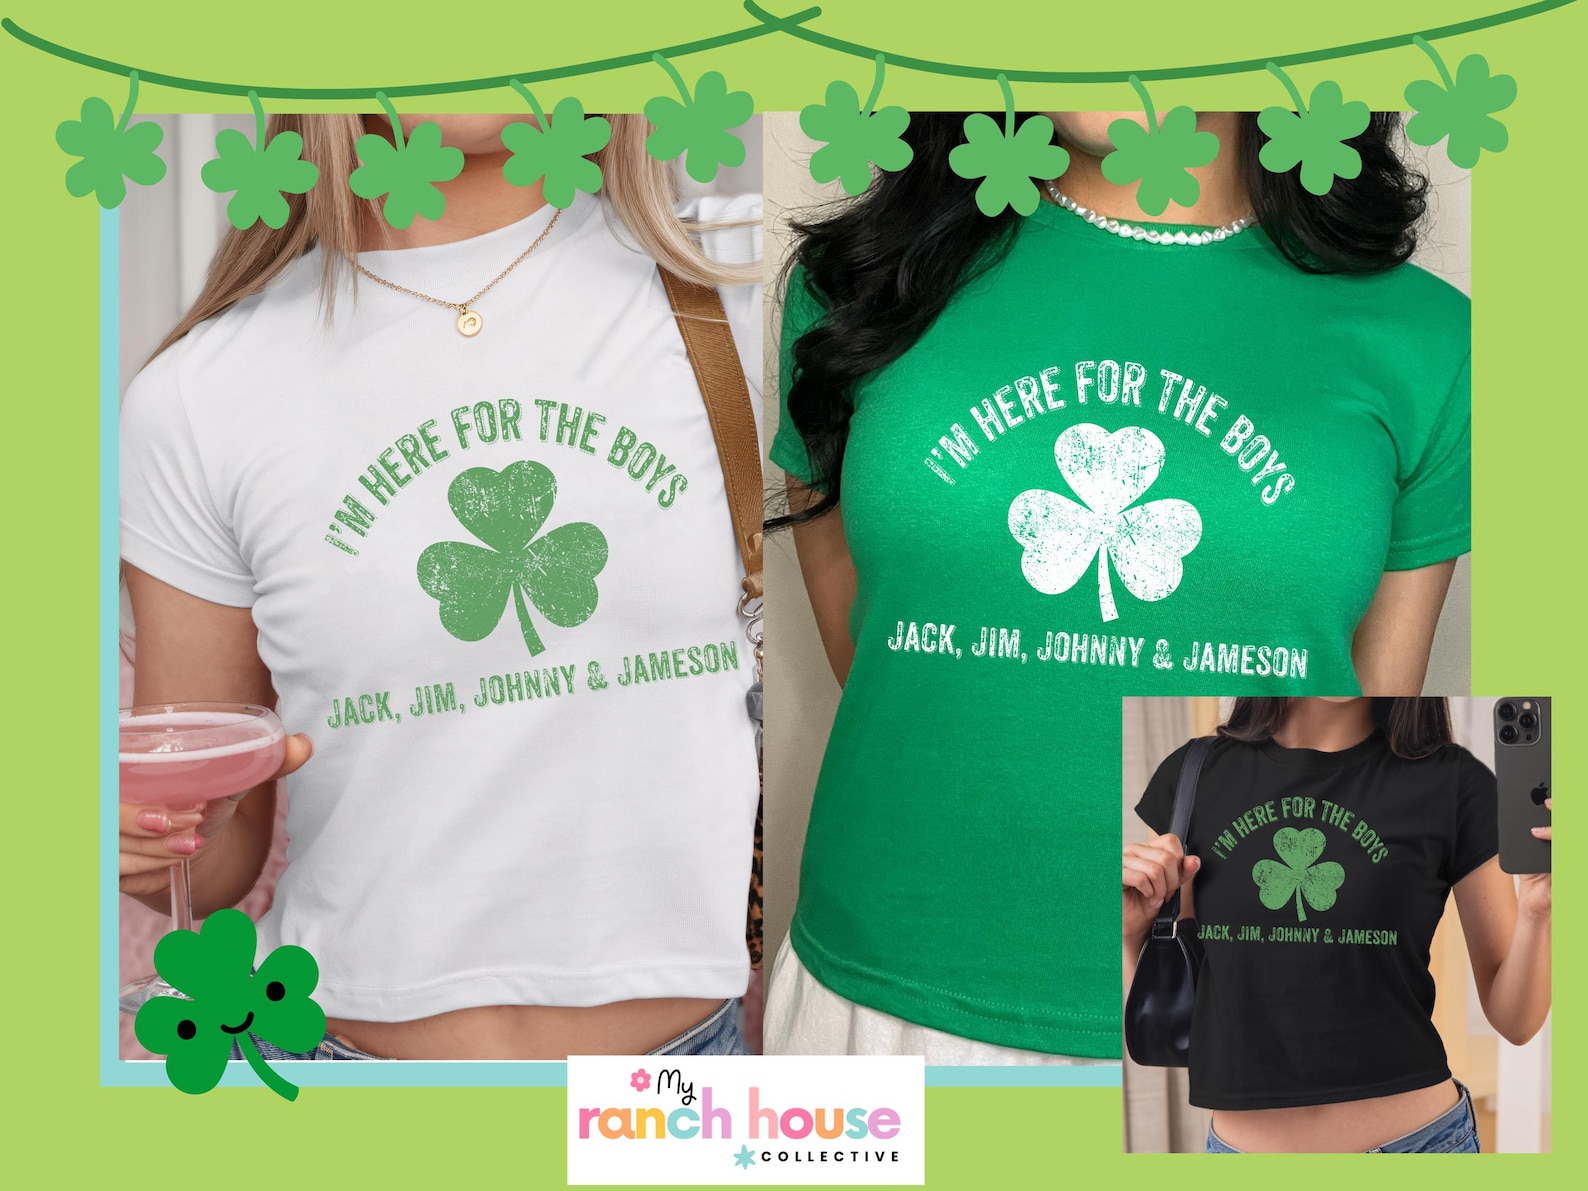 I'M HERE FOR THE BOYS
JACK, JIM, JOHNNY & JAMESON
I'M HERE FOR THE BOYS
JACK, JIM, JOHNNY & JAMESON
I'M HERE FOR THE BOYS
JACK, JIM, JOHNNY & JAMESON
My
ranch house
COLLECTIVE